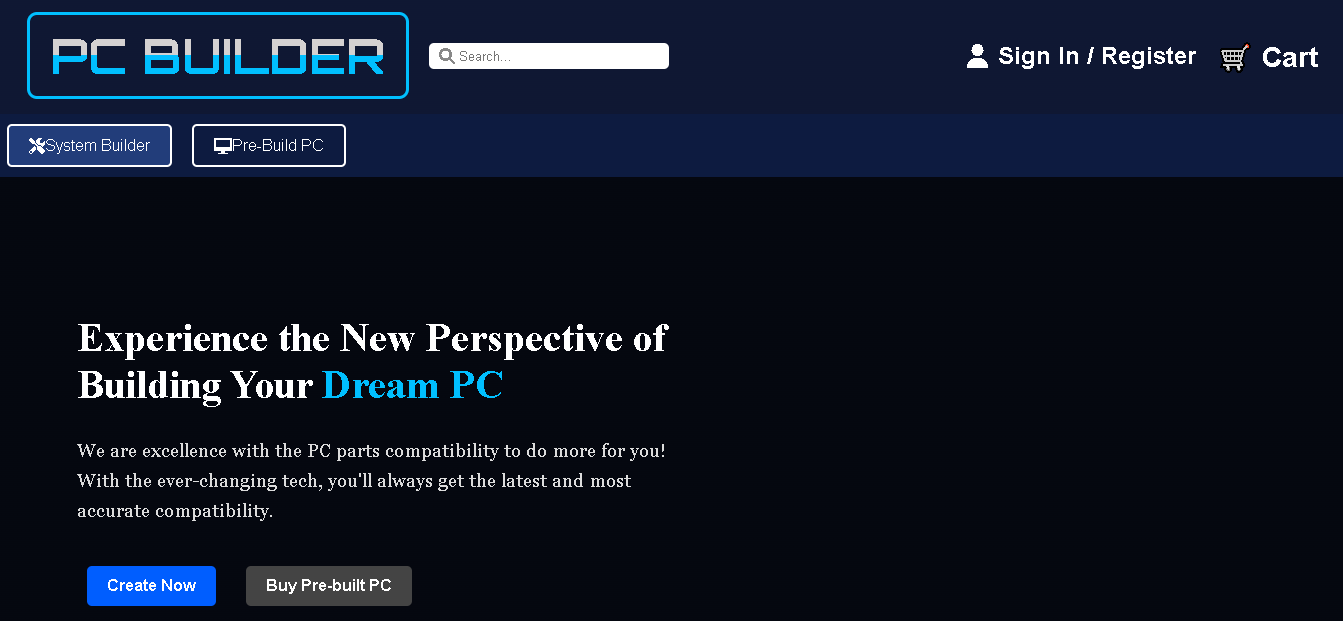 PC BUILDER
Search...
Sign In / Register
Cart
System Builder
Pre-Build PC
Experience the New Perspective of
Building Your Dream PC
We are excellence with the PC parts compatibility to do more for you!
With the ever-changing tech, you'll always get the latest and most
accurate compatibility.
Create Now
Buy Pre-built PC